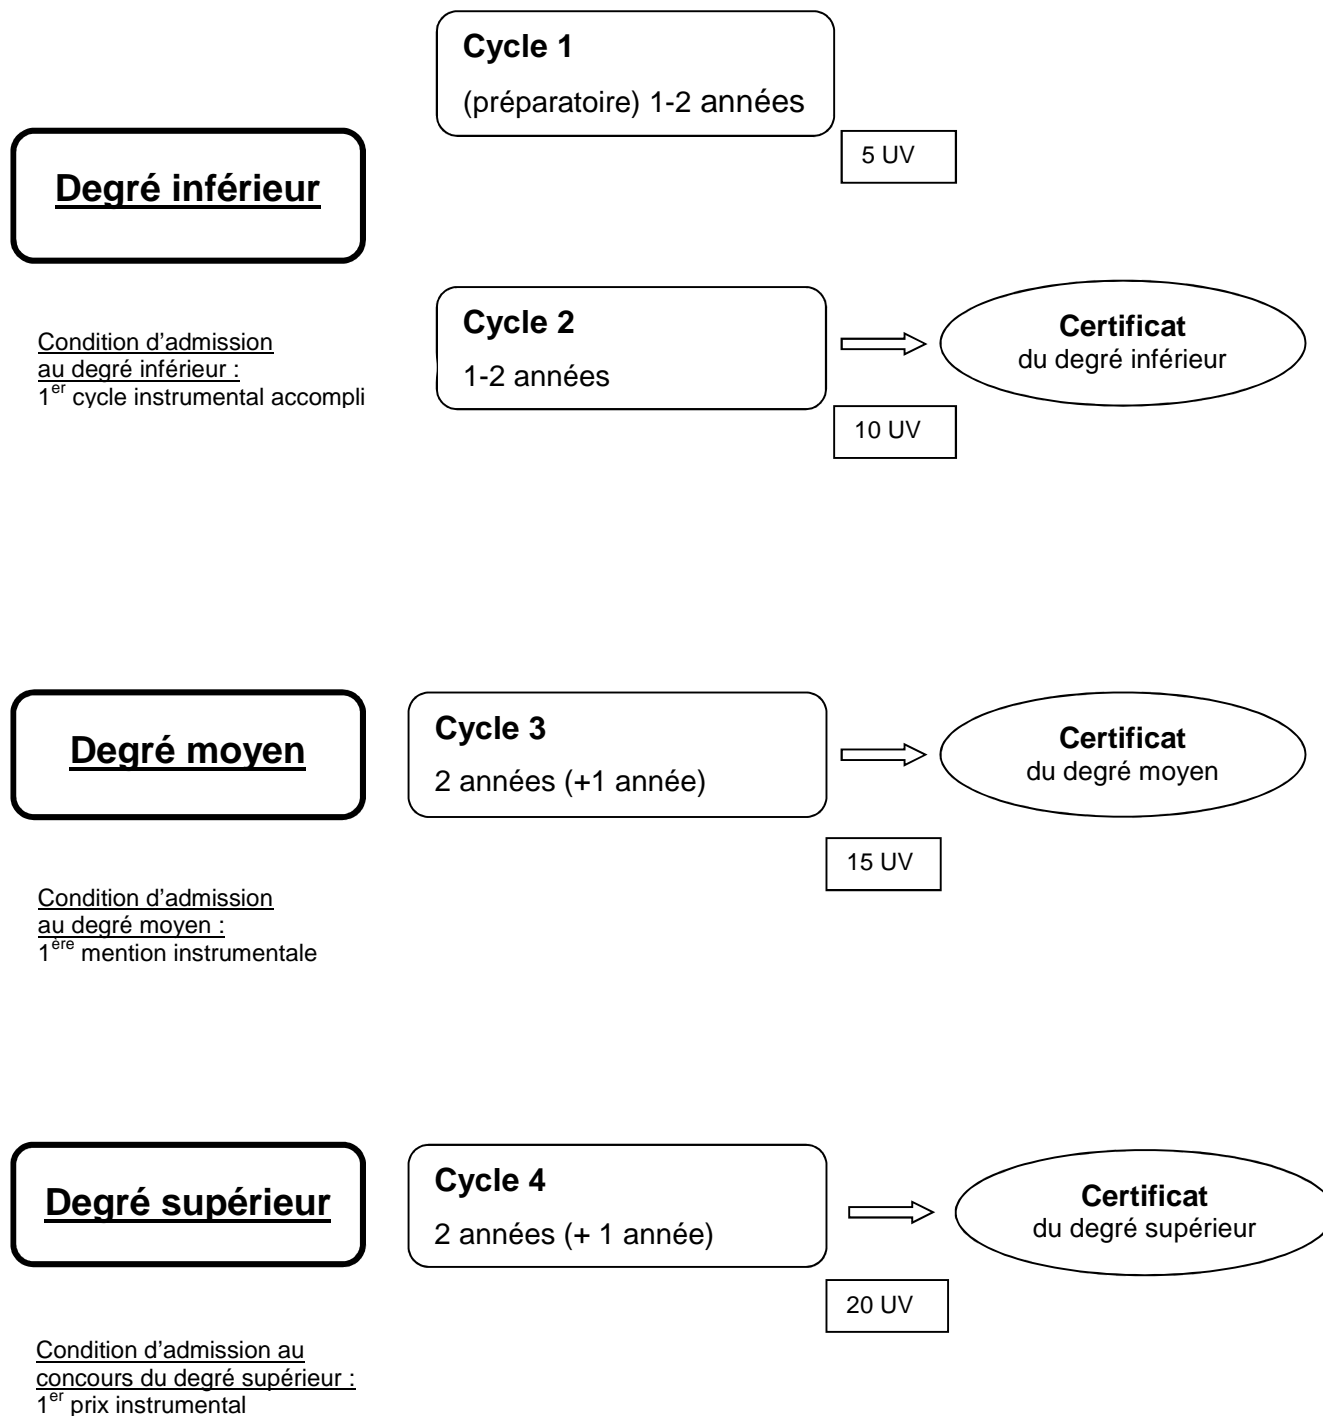 Cycle 1
(préparatoire) 1-2 années
5 UV
Degré inférieur
Cycle 2
1-2 années
Certificat
du degré inférieur
10 UV
Condition d’admission
au degré inférieur :
1er cycle instrumental accompli
Degré moyen
Cycle 3
2 années (+1 année)
Certificat
du degré moyen
15 UV
Condition d’admission
au degré moyen :
1ère mention instrumentale
Degré supérieur
Cycle 4
2 années (+ 1 année)
Certificat
du degré supérieur
20 UV
Condition d’admission au
concours du degré supérieur :
1er prix instrumental